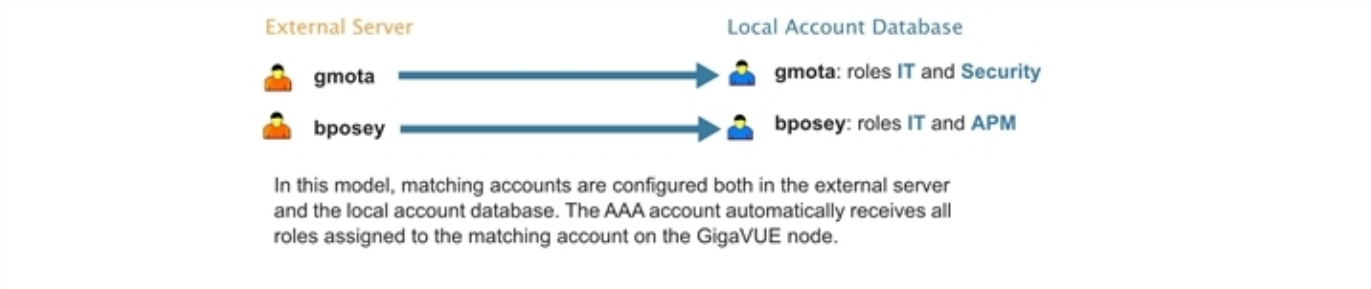 External Server
Local Account Database
gmota
gmota: roles IT and Security
bposey
bposey: roles IT and APM
In this model, matching accounts are configured both in the external server
and the local account database. The AAA account automatically receives all
roles assigned to the matching account on the GigaVUE node.